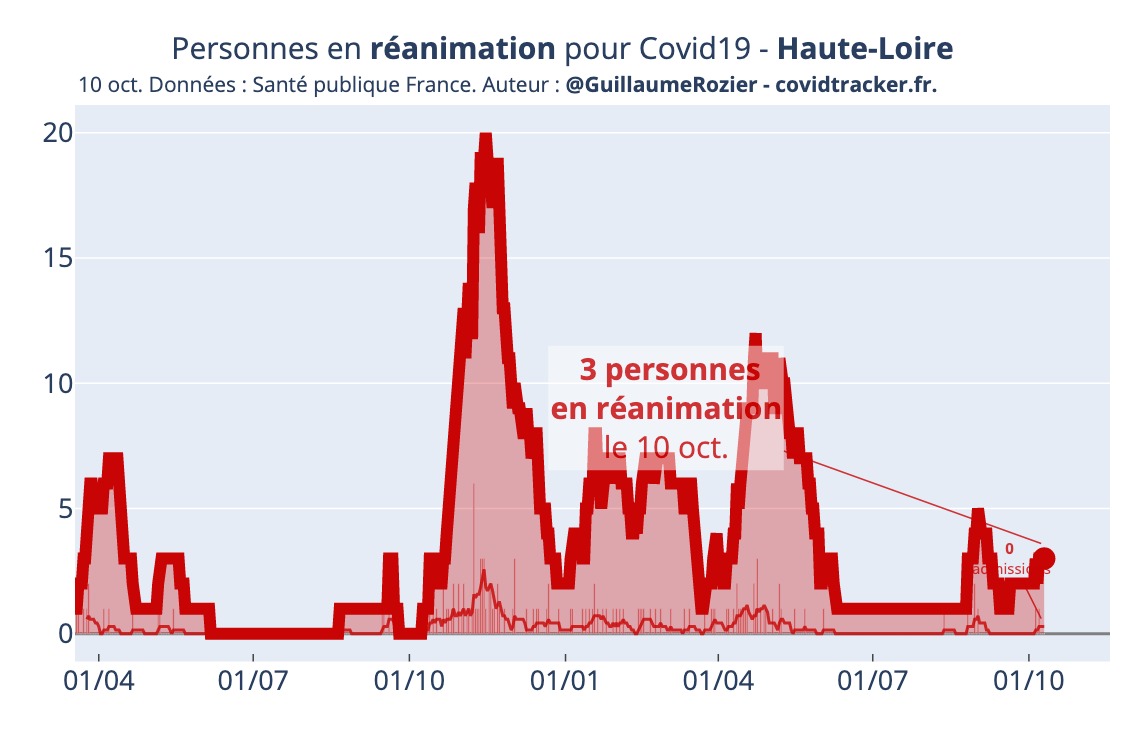 Personnes en réanimation pour Covid19 - Haute-Loire
10 oct. Données : Santé publique France. Auteur : @GuillaumeRozier - covidtracker.fr.
20
15
10
5
0
3 personnes
en réanimation
le 10 oct.
0
admissions
01/04
01/07
01/10
01/01
01/04
01/07
01/10